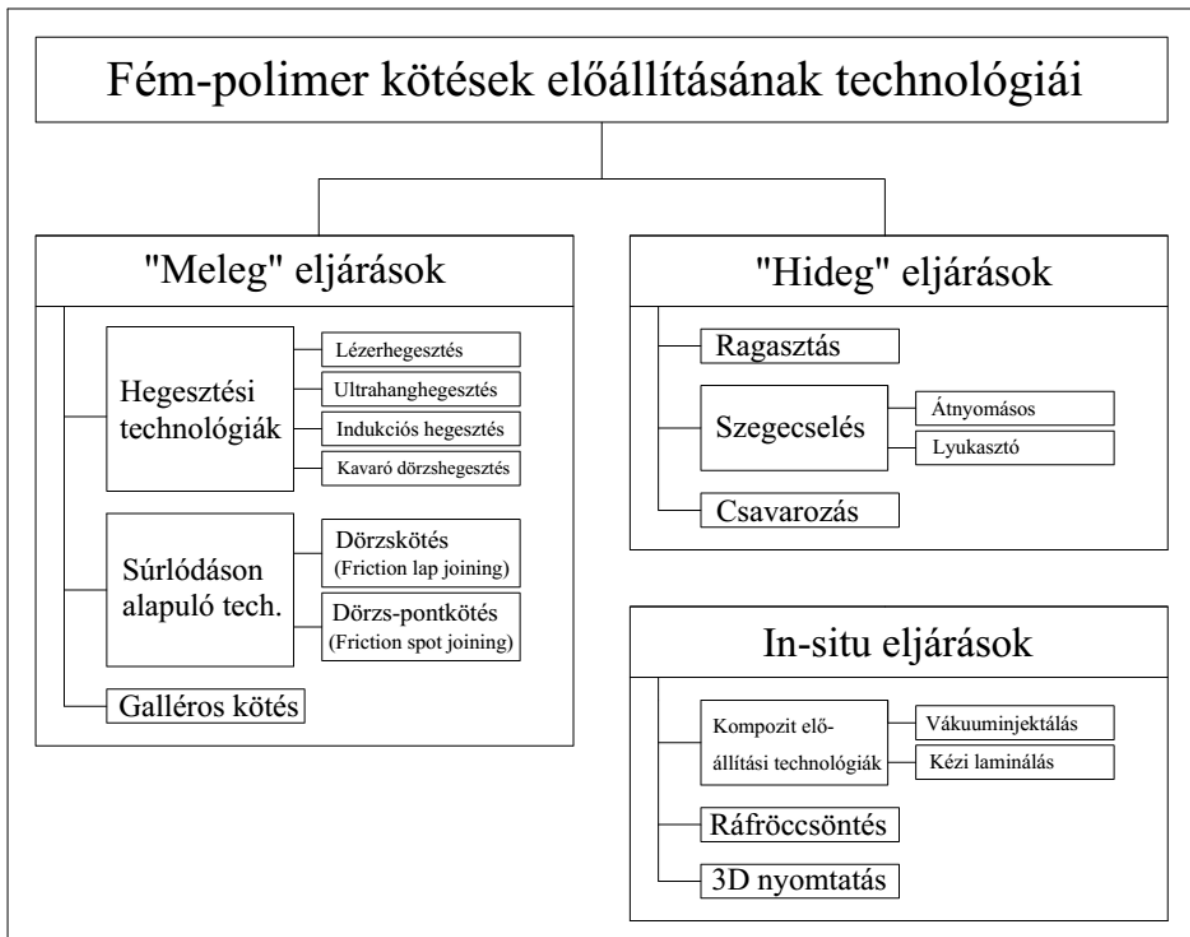 Fém-polimer kötések előállításának technológiái
"Meleg" eljárások
Hegesztési
technológiák
Lézerhegesztés
Ultrahanghegesztés
Indukciós hegesztés
Kavaró dörzshegesztés
Súrlódáson
alapuló tech.
Dörzskötés
(Friction lap joining)
Dörzs-pontkötés
(Friction spot joining)
Galléros kötés
"Hideg" eljárások
Ragasztás
Szegecselés
Átnyomásos
Lyukasztó
Csavarozás
In-situ eljárások
Kompozit elő-
állítási technológiák
Vákuuminjektálás
Kézi laminálás
Ráfröccsöntés
3D nyomtatás